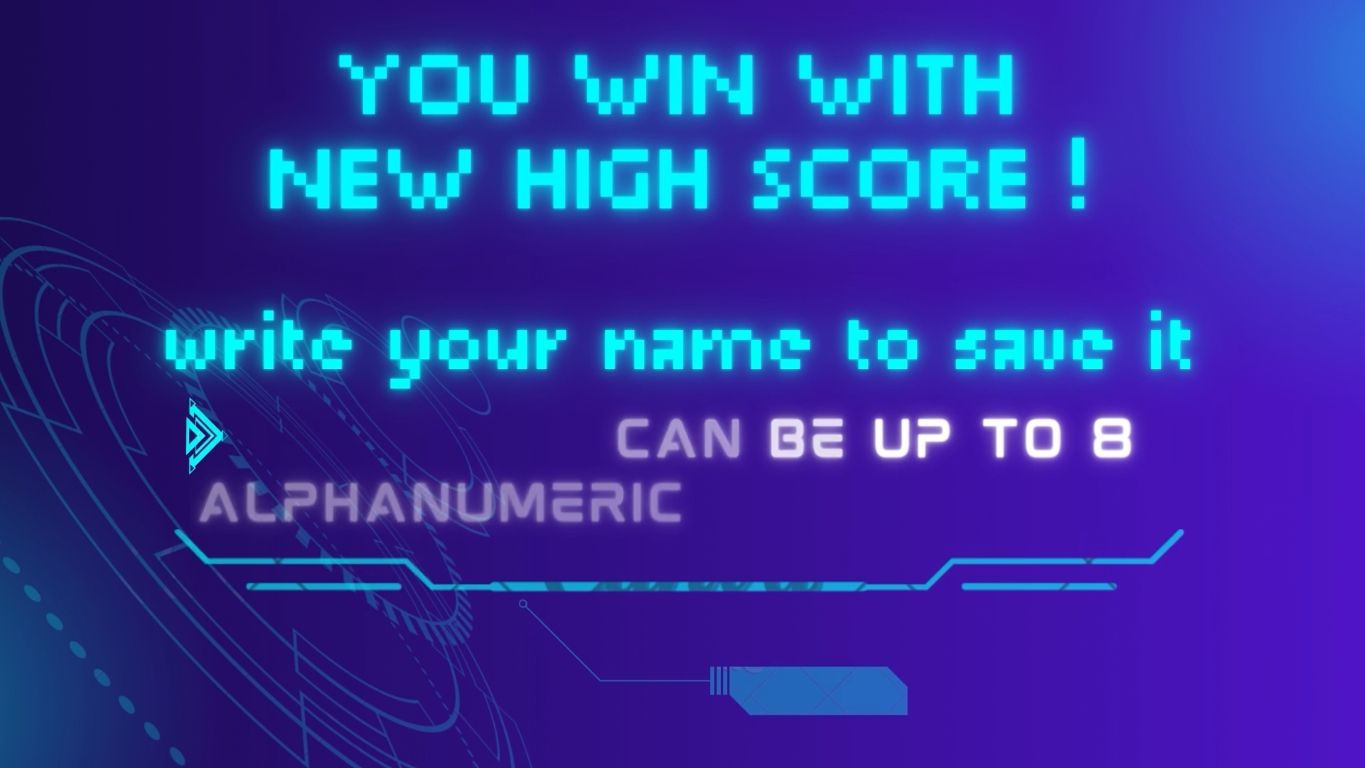 YOU WIN WITH
NEW HIGH SCORE !
write your name to save it
CAN BE UP TO 8
ALPHANUMERIC